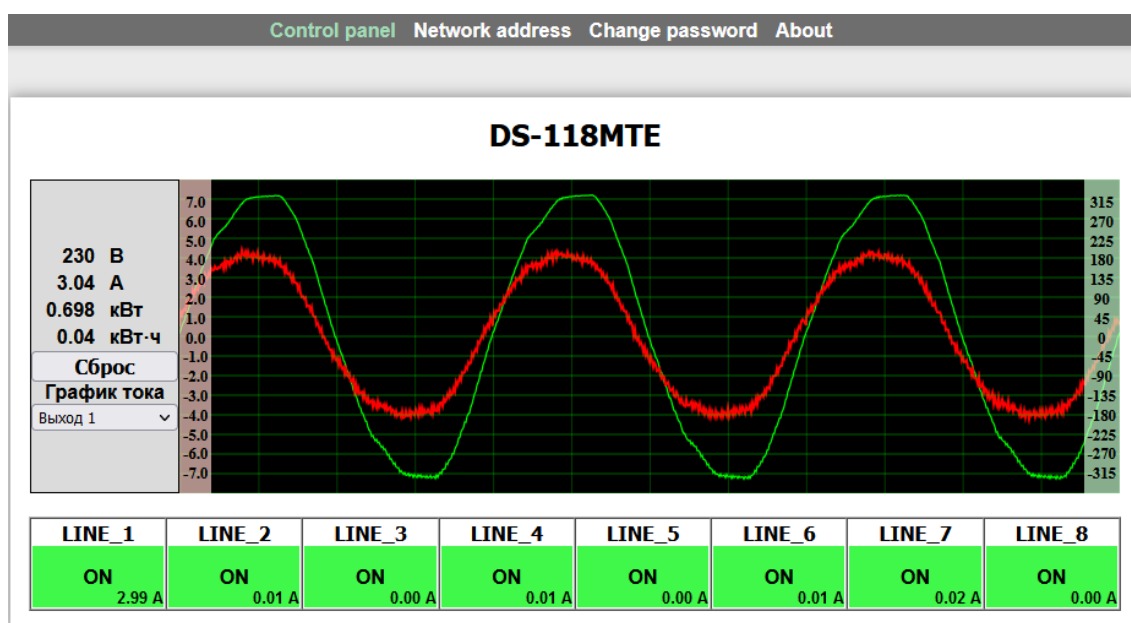 Control panel Network address Change password About
DS-118MTE
230 В
3.04 А
0.698 кВт
0.04 кВт·ч
Сброс
График тока
Выход 1
7.0
6.0
5.0
4.0
3.0
2.0
1.0
0.0
-1.0
-2.0
-3.0
-4.0
-5.0
-6.0
-7.0
315
270
225
180
135
90
45
0
-45
-90
-135
-180
-225
-270
-315
LINE_1 LINE_2 LINE_3 LINE_4 LINE_5 LINE_6 LINE_7 LINE_8
ON ON ON ON ON ON ON ON
2.99 A 0.01 A 0.00 A 0.01 A 0.00 A 0.01 A 0.02 A 0.00 A